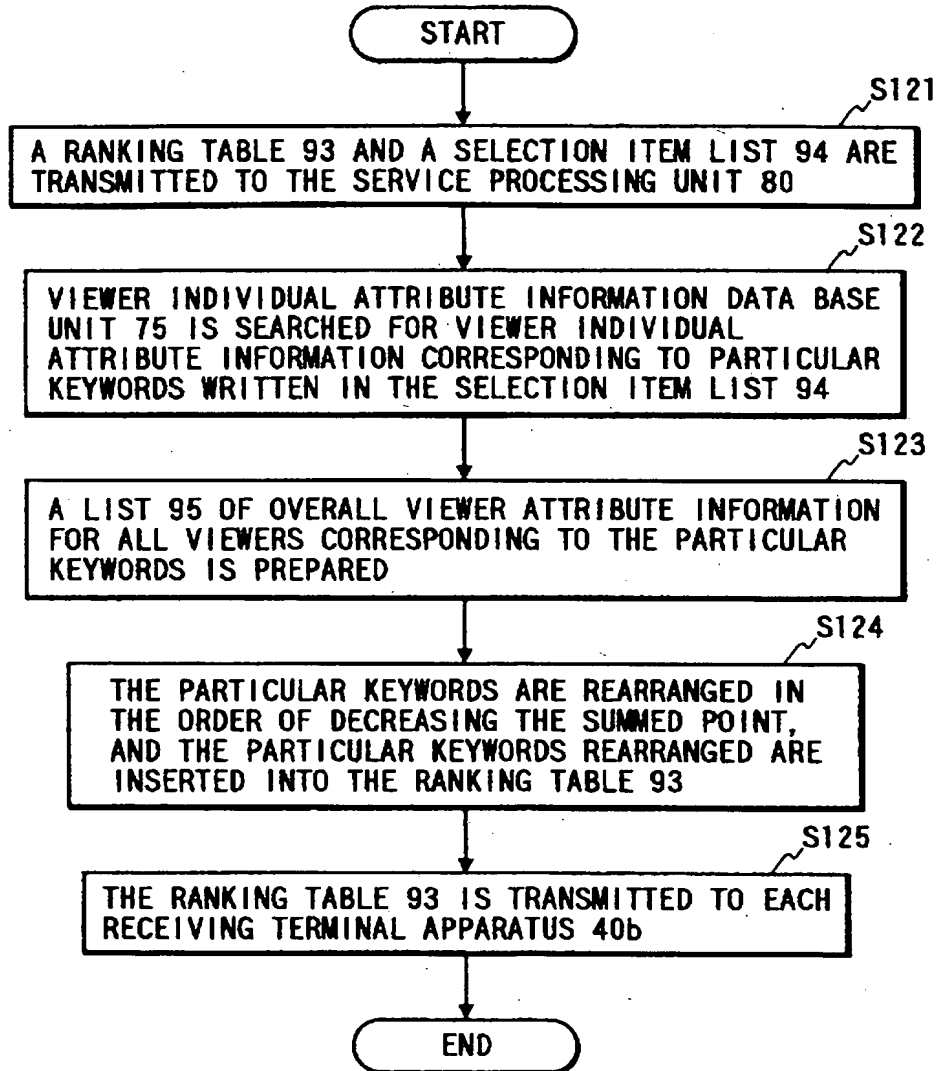 START
S121
A RANKING TABLE 93 AND A SELECTION ITEM LIST 94 ARE
TRANSMITTED TO THE SERVICE PROCESSING UNIT 80
S122
VIEWER INDIVIDUAL ATTRIBUTE INFORMATION DATA BASE
UNIT 75 IS SEARCHED FOR VIEWER INDIVIDUAL
ATTRIBUTE INFORMATION CORRESPONDING TO PARTICULAR
KEYWORDS WRITTEN IN THE SELECTION ITEM LIST 94
S123
A LIST 95 OF OVERALL VIEWER ATTRIBUTE INFORMATION
FOR ALL VIEWERS CORRESPONDING TO THE PARTICULAR
KEYWORDS IS PREPARED
S124
THE PARTICULAR KEYWORDS ARE REARRANGED IN
THE ORDER OF DECREASING THE SUMMED POINT,
AND THE PARTICULAR KEYWORDS REARRANGED ARE
INSERTED INTO THE RANKING TABLE 93
S125
THE RANKING TABLE 93 IS TRANSMITTED TO EACH
RECEIVING TERMINAL APPARATUS 40b
END